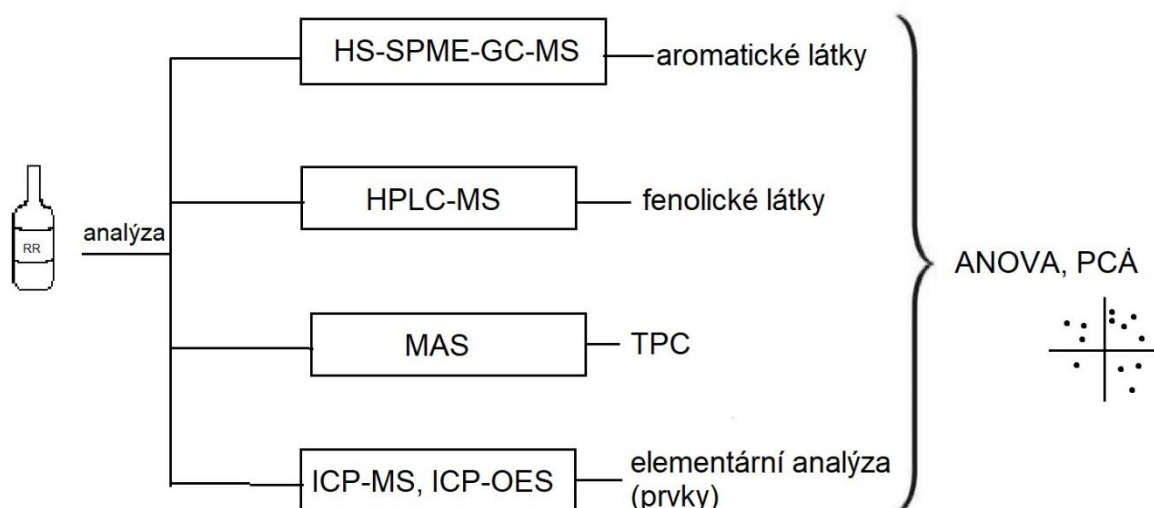 HS-SPME-GC-MS
aromatické látky
HPLC-MS
fenolické látky
RR
analýza
ANOVA, PCA
MAS
TPC
ICP-MS, ICP-OES
elementární analýza
(prvky)